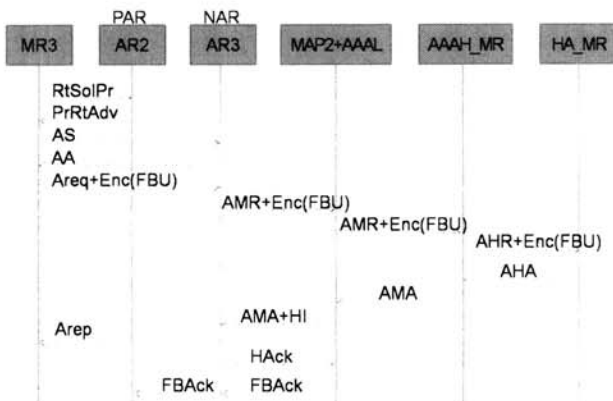 PAR NAR
MR3 AR2 AR3 MAP2+AAAL AAAH_MR HA_MR
RtSolPr
PrRtAdv
AS
AA
Areq+Enc(FBU)
AMR+Enc(FBU)
AMR+Enc(FBU)
AHR+Enc(FBU)
AHA
AMA
AMA+HI
Arep
HAck
FBAck FBAck